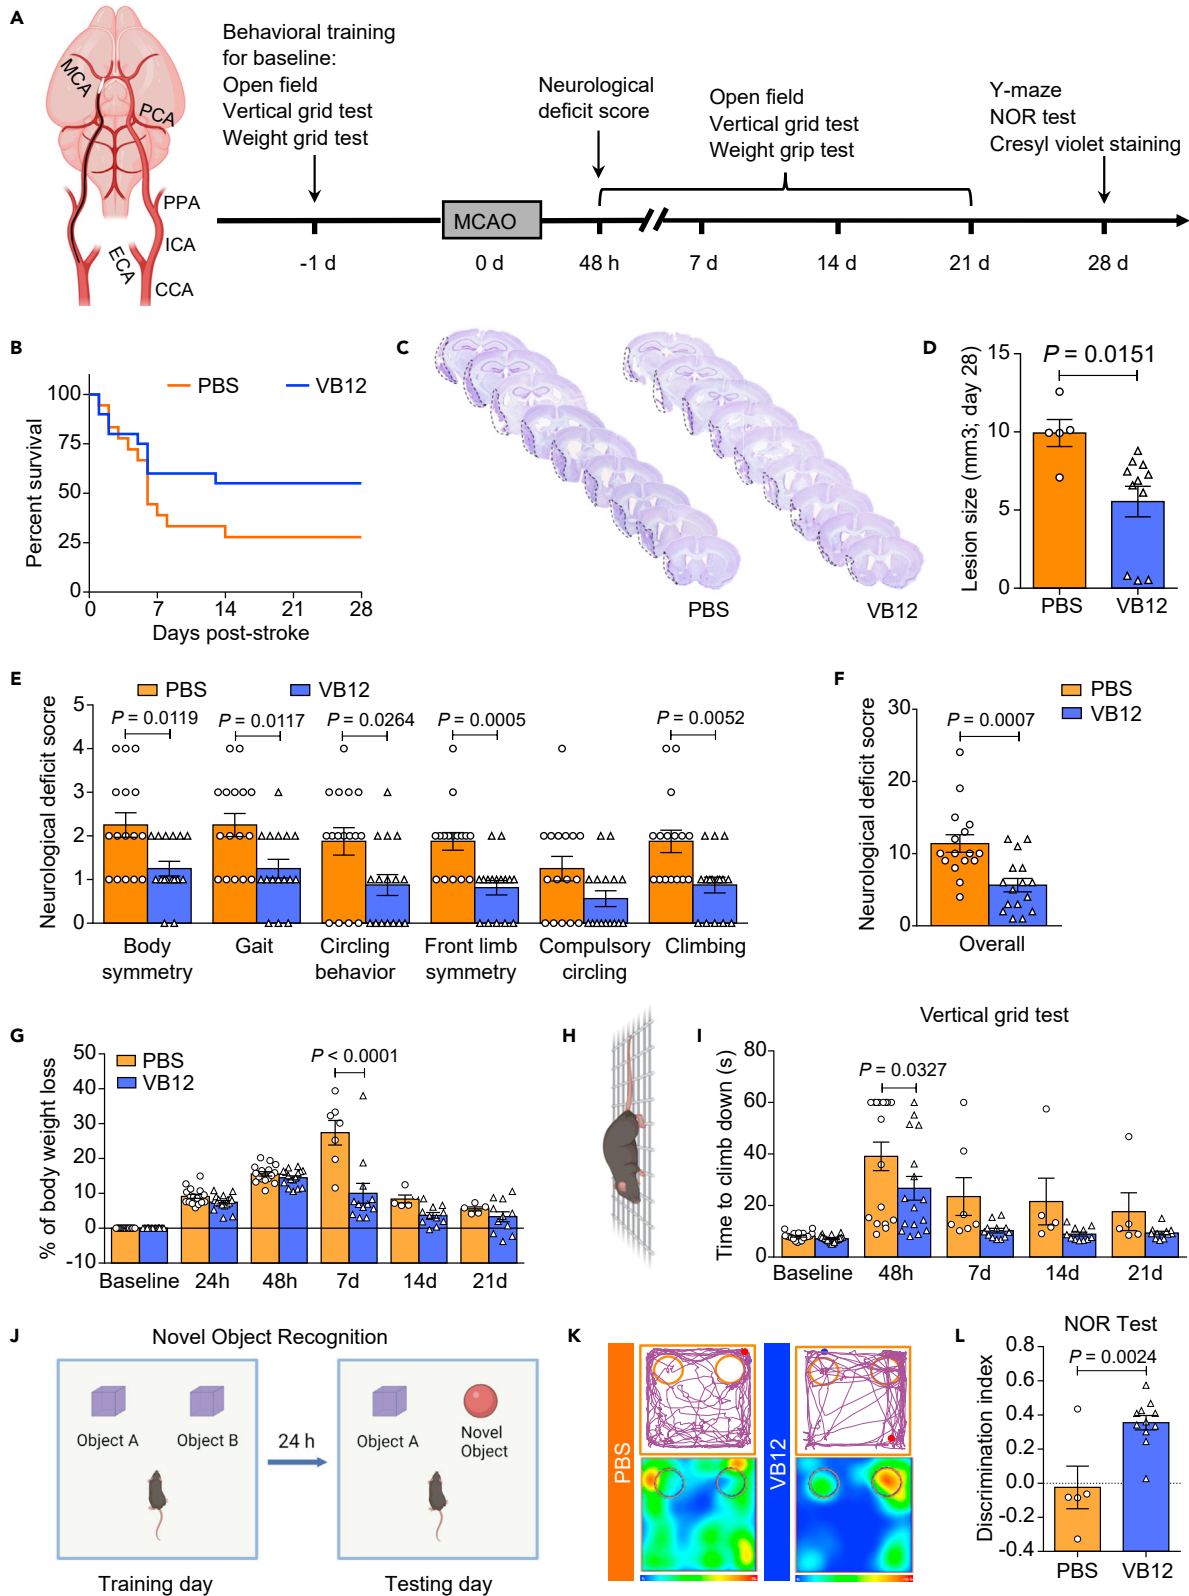 A
Behavioral training
for baseline:
Open field
Vertical grid test
Weight grid test
Neurological
deficit score
Open field
Vertical grid test
Weight grip test
Y-maze
NOR test
Cresyl violet staining
MCA
PCA
PPA
ICA
ECA
CCA
MCAO
-1 d
0 d
48 h
7 d
14 d
21 d
28 d
B
PBS
VB12
Percent survival
100
75
50
25
0
0
7
14
21
28
Days post-stroke
C
PBS
VB12
D
P = 0.0151
Lesion size (mm3; day 28)
15
10
5
0
PBS
VB12
E
PBS
VB12
Neurological deficit socre
5
4
3
2
1
0
P = 0.0119
P = 0.0117
P = 0.0264
P = 0.0005
P = 0.0052
Body
symmetry
Gait
Circling
behavior
Front limb
symmetry
Compulsory
circling
Climbing
F
PBS
VB12
Neurological deficit socre
30
20
10
0
P = 0.0007
Overall
G
PBS
VB12
% of body weight loss
50
40
30
20
10
0
-10
P < 0.0001
Baseline
24h
48h
7d
14d
21d
H
I
Vertical grid test
Time to climb down (s)
80
60
40
20
0
P = 0.0327
Baseline
48h
7d
14d
21d
J
Novel Object Recognition
Object A
Object B
24 h
Object A
Novel
Object
Training day
Testing day
K
PBS
VB12
L
NOR Test
P = 0.0024
Discrimination index
0.8
0.6
0.4
0.2
0.0
-0.2
-0.4
PBS
VB12